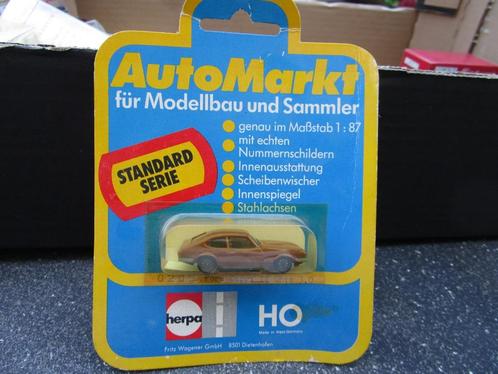 AutoMarkt
für Modellbau und Sammler
genau im Maßstab 1:87
mit echten
Nummernschildern
Innenausstattung
Scheibenwischer
Innenspiegel
Stahlachsen
STANDARD
SERIE
herpa
HO
Made in West-Germany
Fritz Wagener GmbH 8501 Dietenhofen